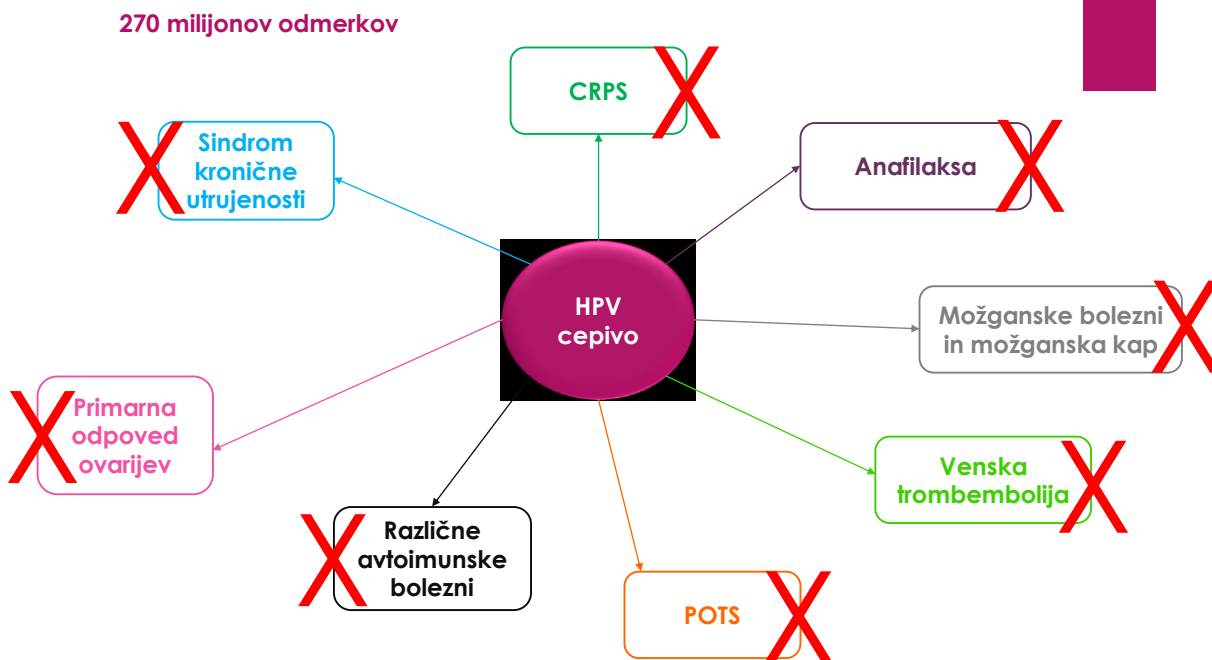 270 milijonov odmerkov
CRPS
Sindrom
kronične
utrujenosti
Anafilaksa
HPV
cepivo
Možganske bolezni
in možganska kap
Primarna
odpoved
ovarijev
Venska
trombembolija
Različne
avtoimunske
bolezni
POTS